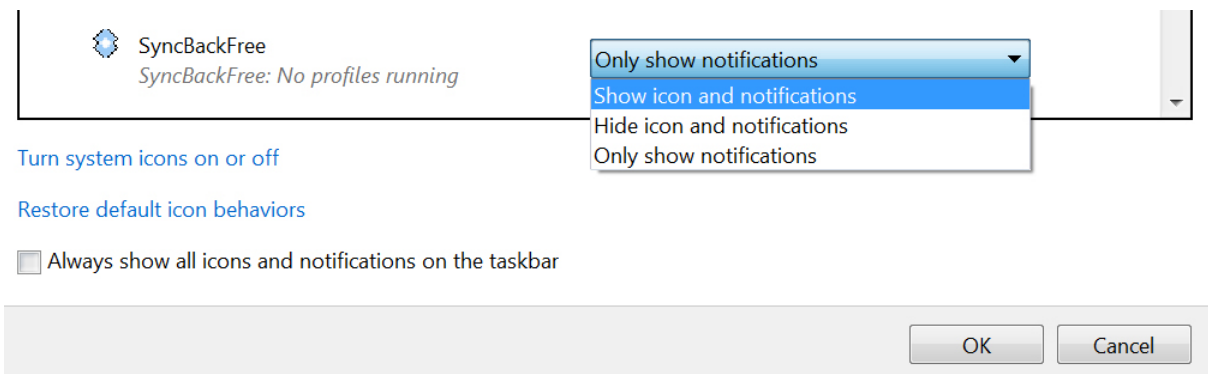 SyncBackFree
SyncBackFree: No profiles running
Only show notifications
Show icon and notifications
Hide icon and notifications
Only show notifications
Turn system icons on or off
Restore default icon behaviors
Always show all icons and notifications on the taskbar
OK
Cancel